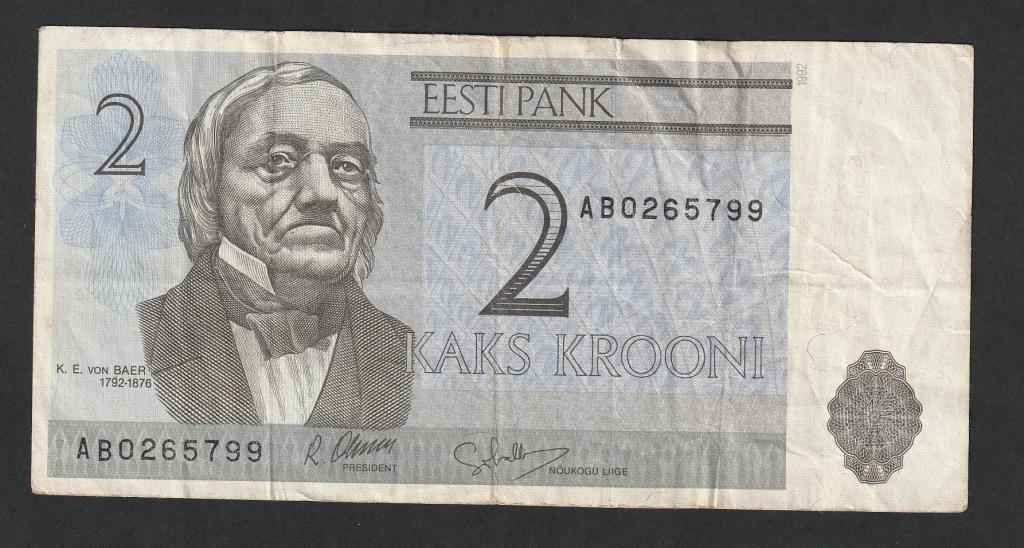 1992
EESTI PANK
2
2
AB0265799
KAKS KROONI
K. E. VON BAER
1792-1876
AB0265799
PRESIDENT
NÕUKOGU LIIGE